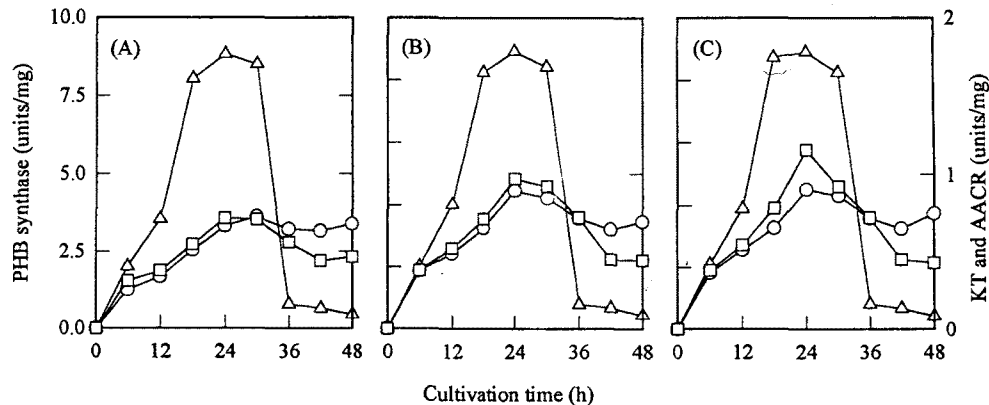 PHB synthase (units/mg)
10.0
7.5
5.0
2.5
0.0
(A)
(B)
(C)
0 12 24 36 48
0 12 24 36 48
0 12 24 36 48
2
1
0
KT and AACR (units/mg)
Cultivation time (h)